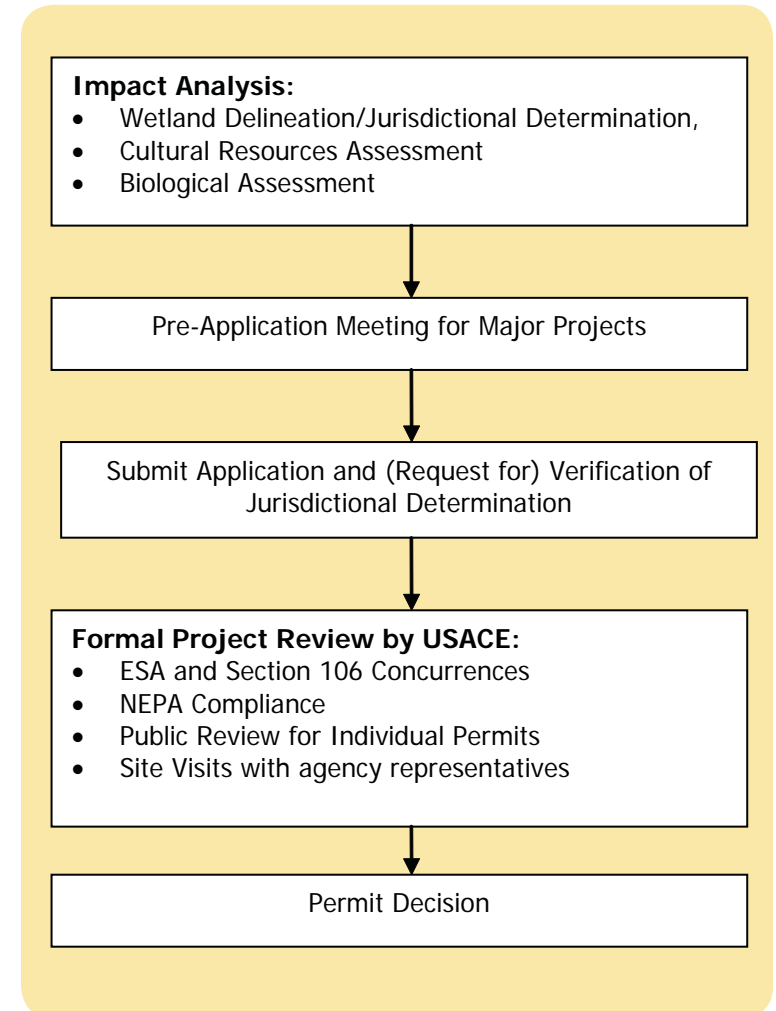 Impact Analysis:
• Wetland Delineation/Jurisdictional Determination,
• Cultural Resources Assessment
• Biological Assessment
Pre-Application Meeting for Major Projects
Submit Application and (Request for) Verification of
Jurisdictional Determination
Formal Project Review by USACE:
• ESA and Section 106 Concurrences
• NEPA Compliance
• Public Review for Individual Permits
• Site Visits with agency representatives
Permit Decision